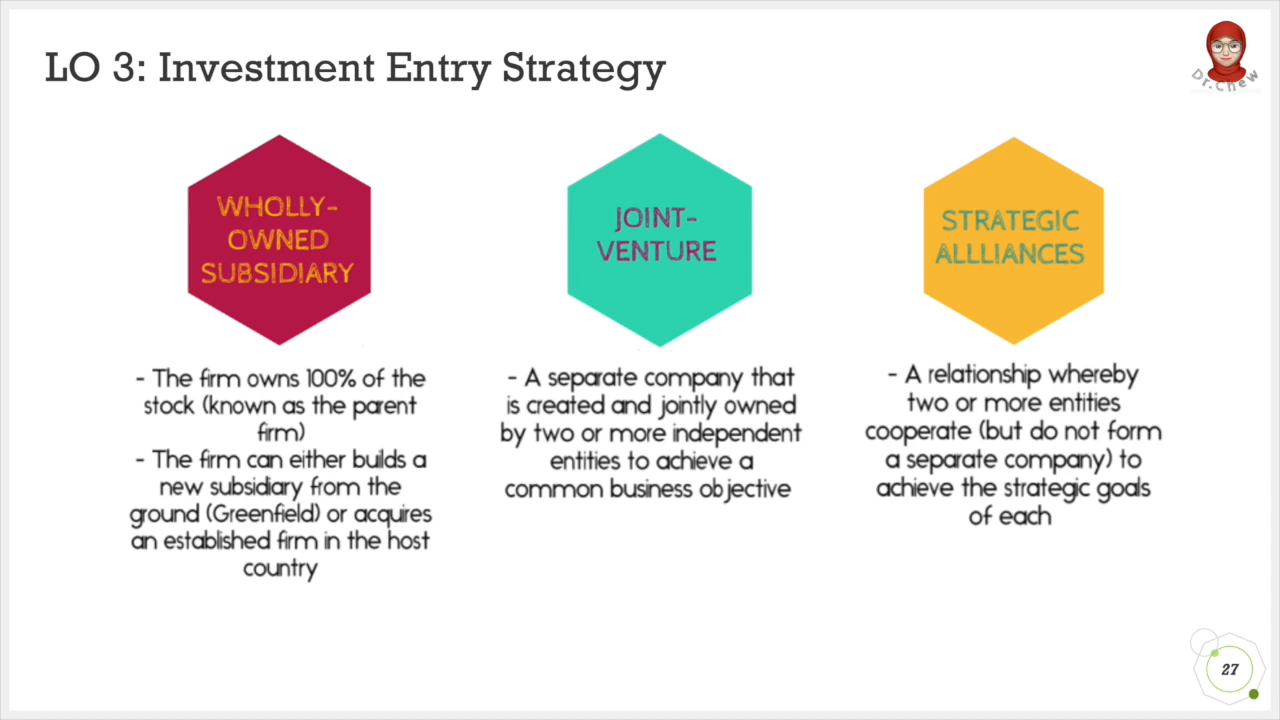 LO 3: Investment Entry Strategy
Dr.Chew
WHOLLY-
OWNED
SUBSIDIARY
- The firm owns 100% of the
stock (known as the parent
firm)
- The firm can either builds a
new subsidiary from the
ground (Greenfield) or acquires
an established firm in the host
country
JOINT-
VENTURE
- A separate company that
is created and jointly owned
by two or more independent
entities to achieve a
common business objective
STRATEGIC
ALLLIANCES
- A relationship whereby
two or more entities
cooperate (but do not form
a separate company) to
achieve the strategic goals
of each
27